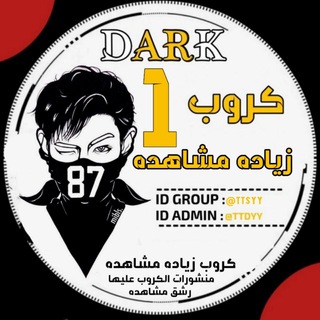 DARK
1
كروب
زياده مشاهده
87
ID GROUP :@TTSYY
ID ADMIN :@TTDYY
كروب زياده مشاهده
منشورات الكروب عليها
رشق مشاهده